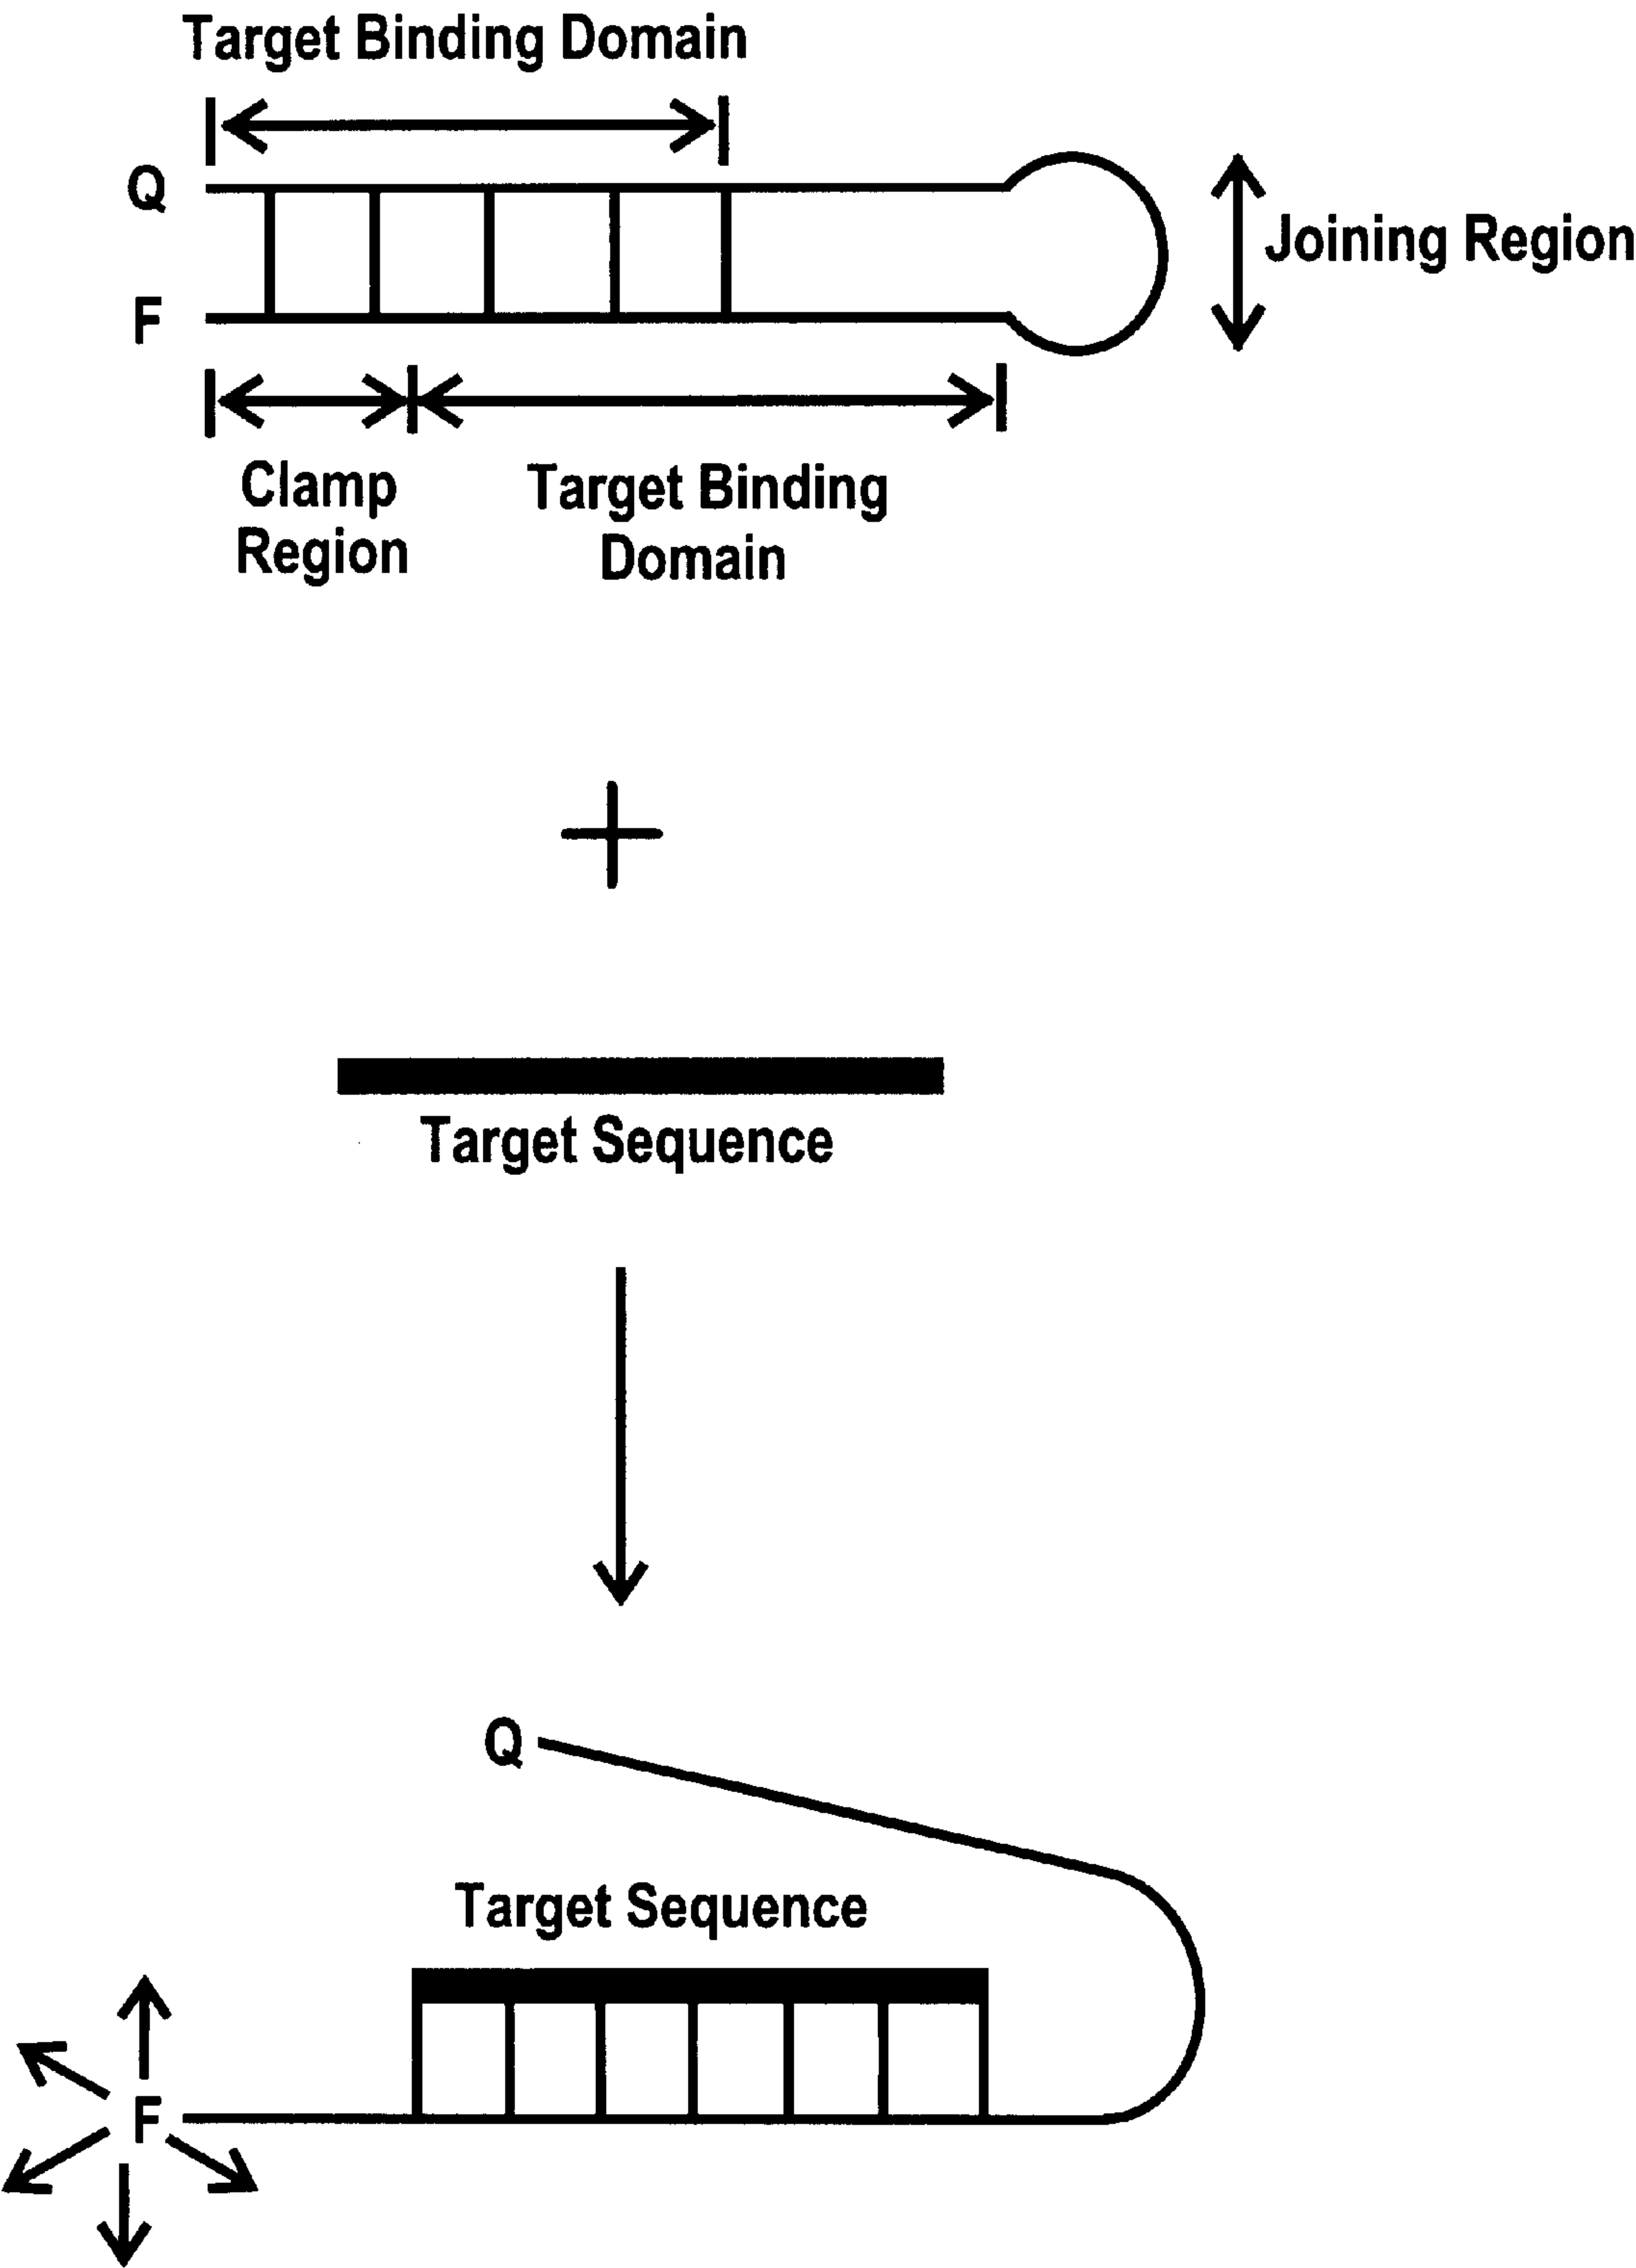 Target Binding Domain
Q
Joining Region
F
Clamp
Region
Target Binding
Domain
+
Target Sequence
Q
Target Sequence
F